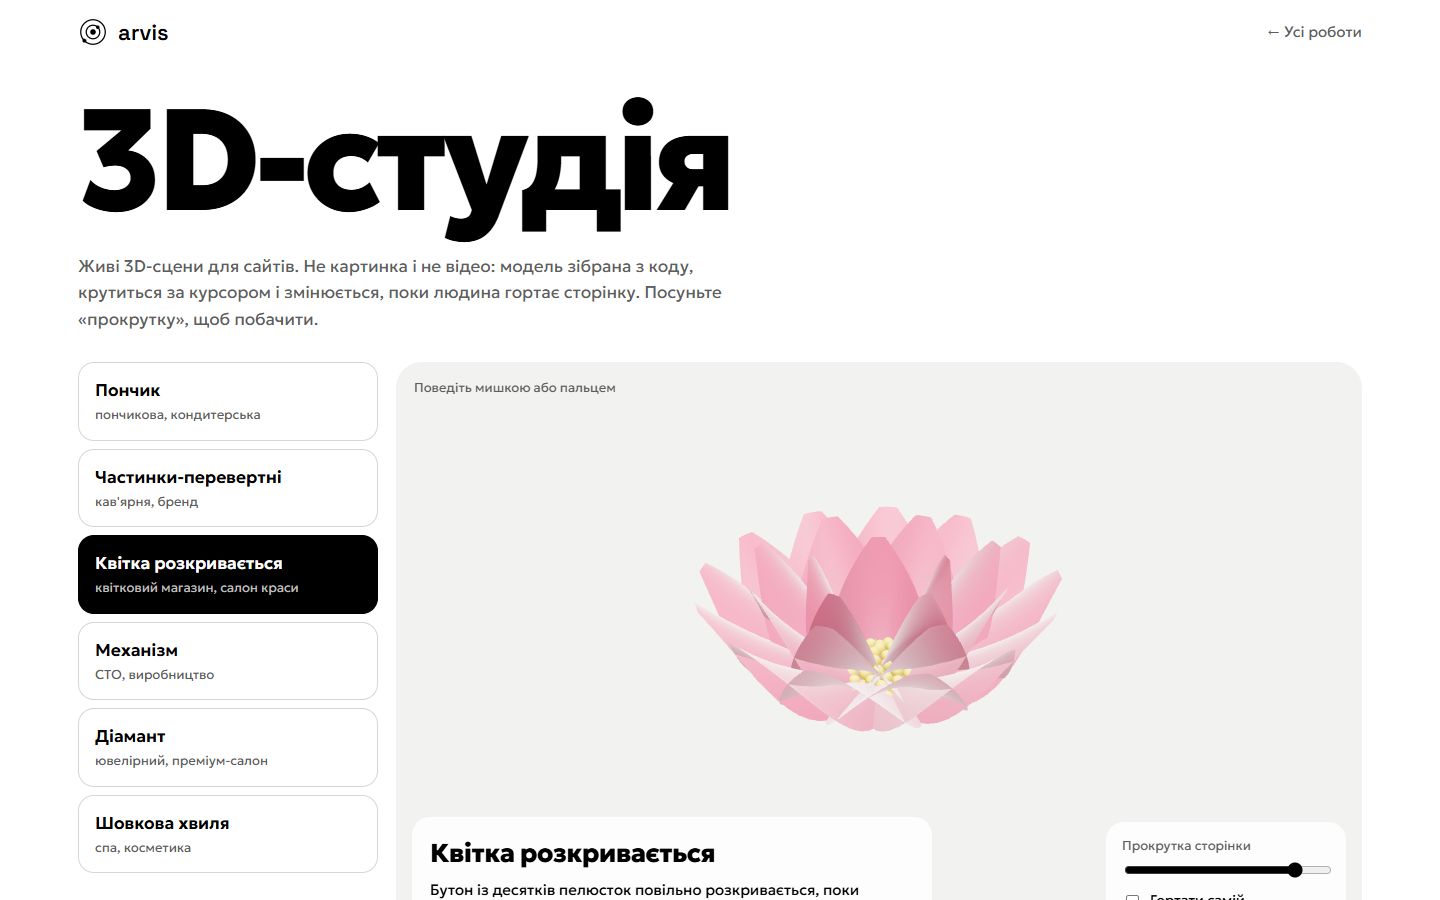 arvis
← Усі роботи
3D-студія
Живі 3D-сцени для сайтів. Не картинка і не відео: модель зібрана з коду,
крутиться за курсором і змінюється, поки людина гортає сторінку. Посуньте
«прокрутку», щоб побачити.
Пончик
пончикова, кондитерська
Частинки-перевертні
кав'ярня, бренд
Квітка розкривається
квітковий магазин, салон краси
Механізм
СТО, виробництво
Діамант
ювелірний, преміум-салон
Шовкова хвиля
спа, косметика
Поведіть мишкою або пальцем
Квітка розкривається
Бутон із десятків пелюсток повільно розкривається, поки
Прокрутка сторінки
Гортати самій